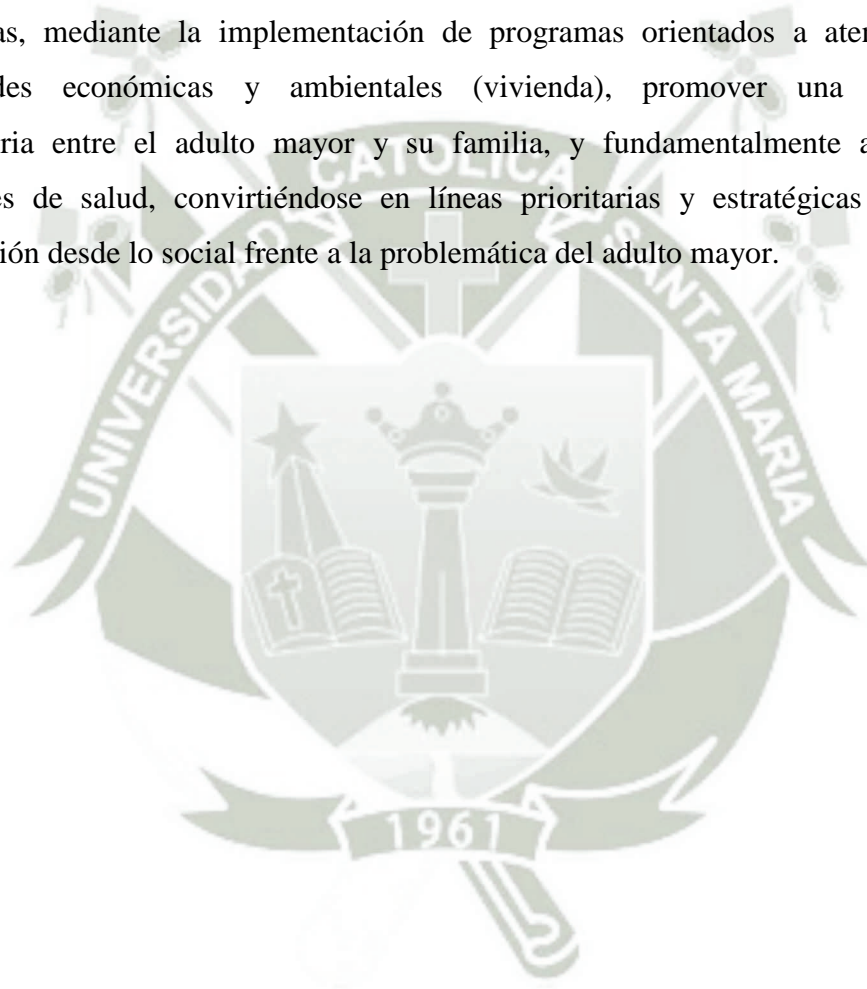 as, mediante la implementación de programas orientados a aten
des económicas y ambientales (vivienda), promover una
ria entre el adulto mayor y su familia, y fundamentalmente a
es de salud, convirtiéndose en líneas prioritarias y estratégicas
ión desde lo social frente a la problemática del adulto mayor.
UNIVERSIDAD CATOLICA SANTA MARIA
1961